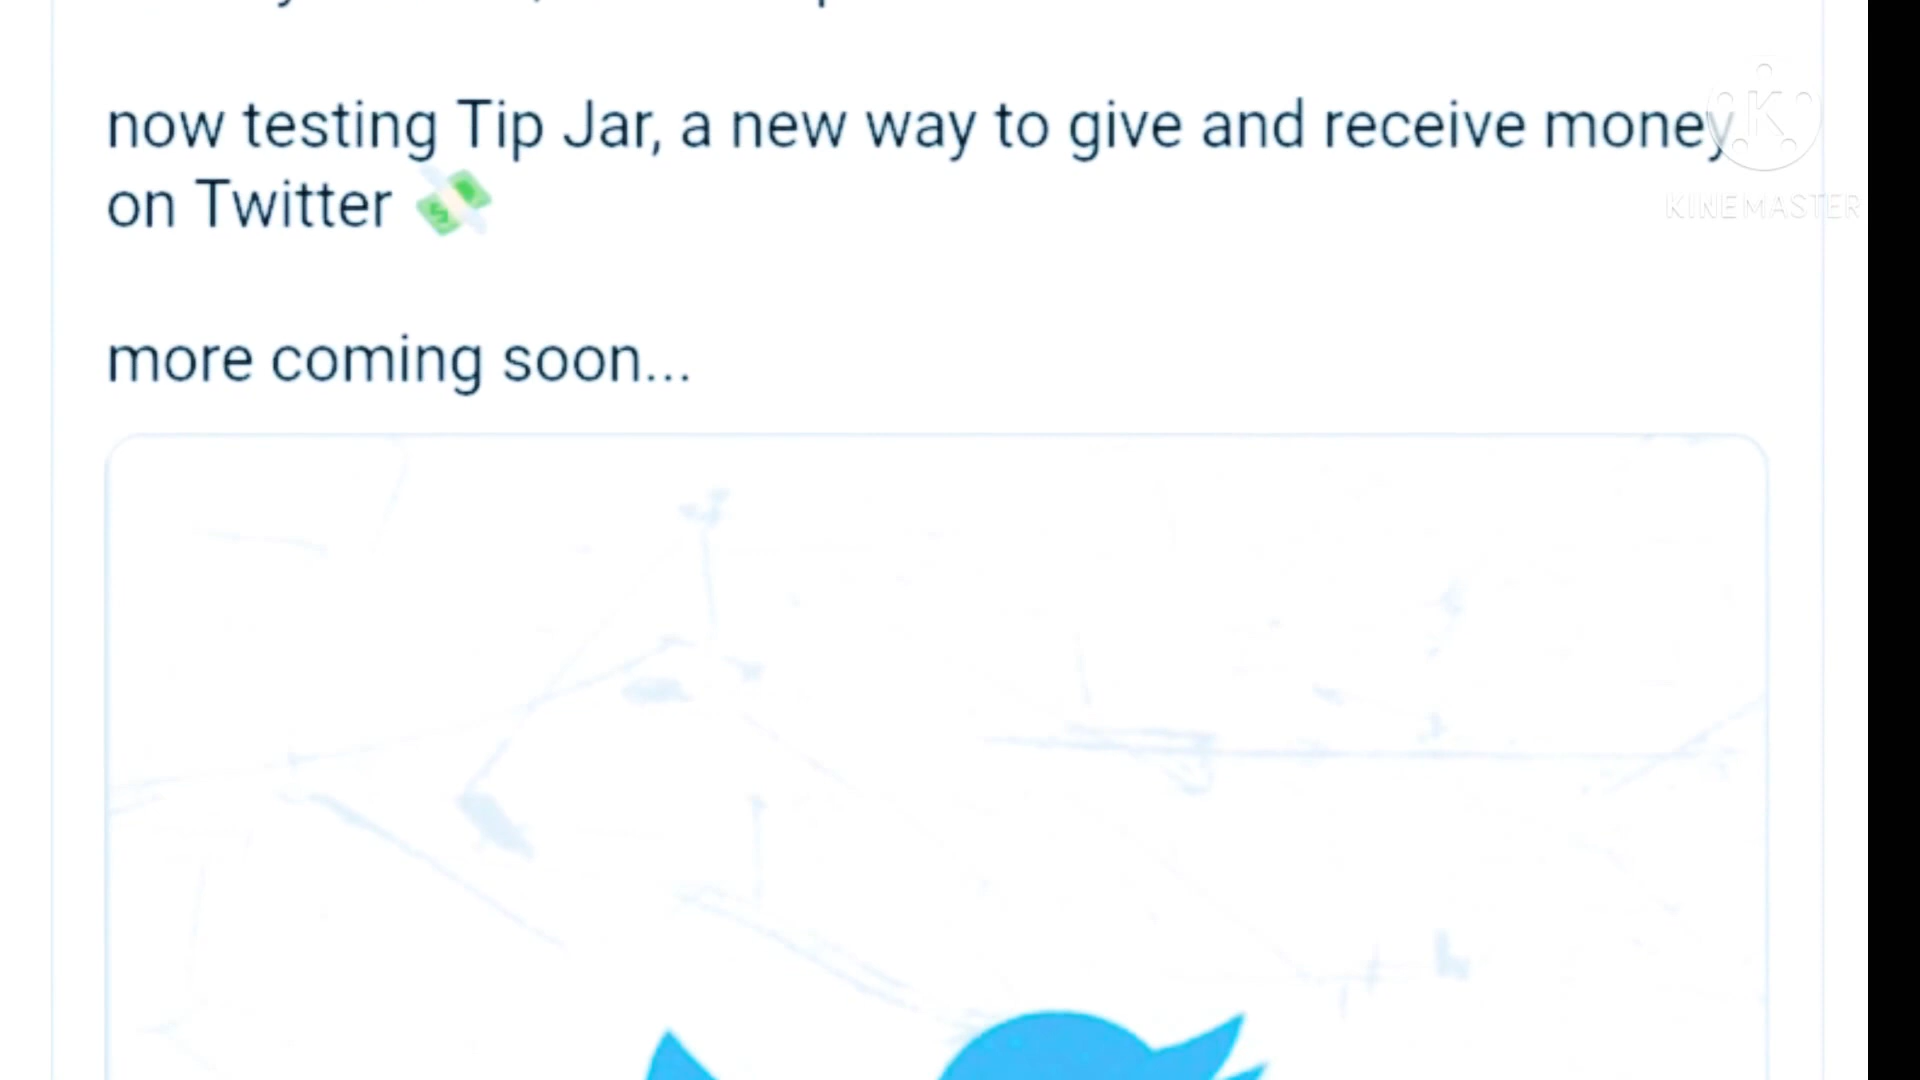 now testing Tip Jar, a new way to give and receive money
on Twitter 💸
more coming soon...
KINEMASTER